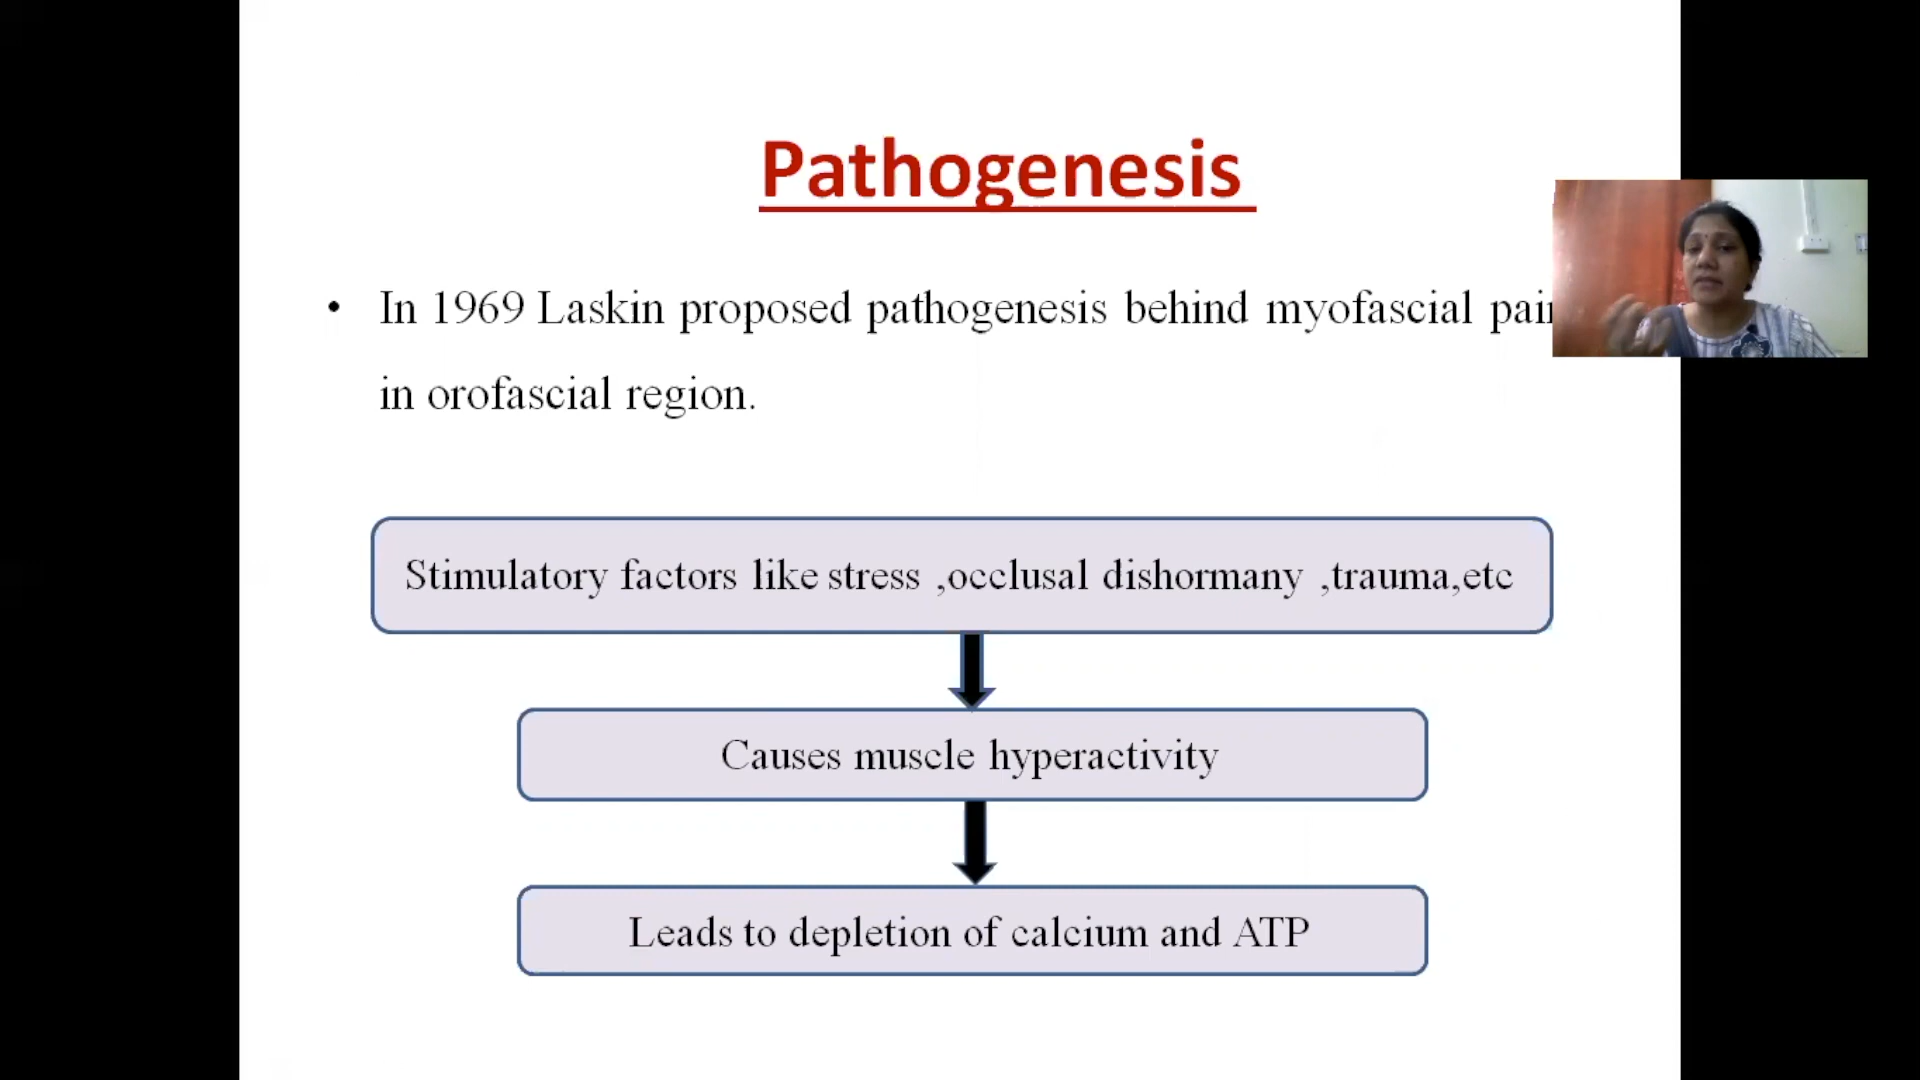 Pathogenesis
• In 1969 Laskin proposed pathogenesis behind myofascial
in orofascial region.
Stimulatory factors like stress ,occlusal dishormany ,trauma,etc
Causes muscle hyperactivity
Leads to depletion of calcium and ATP